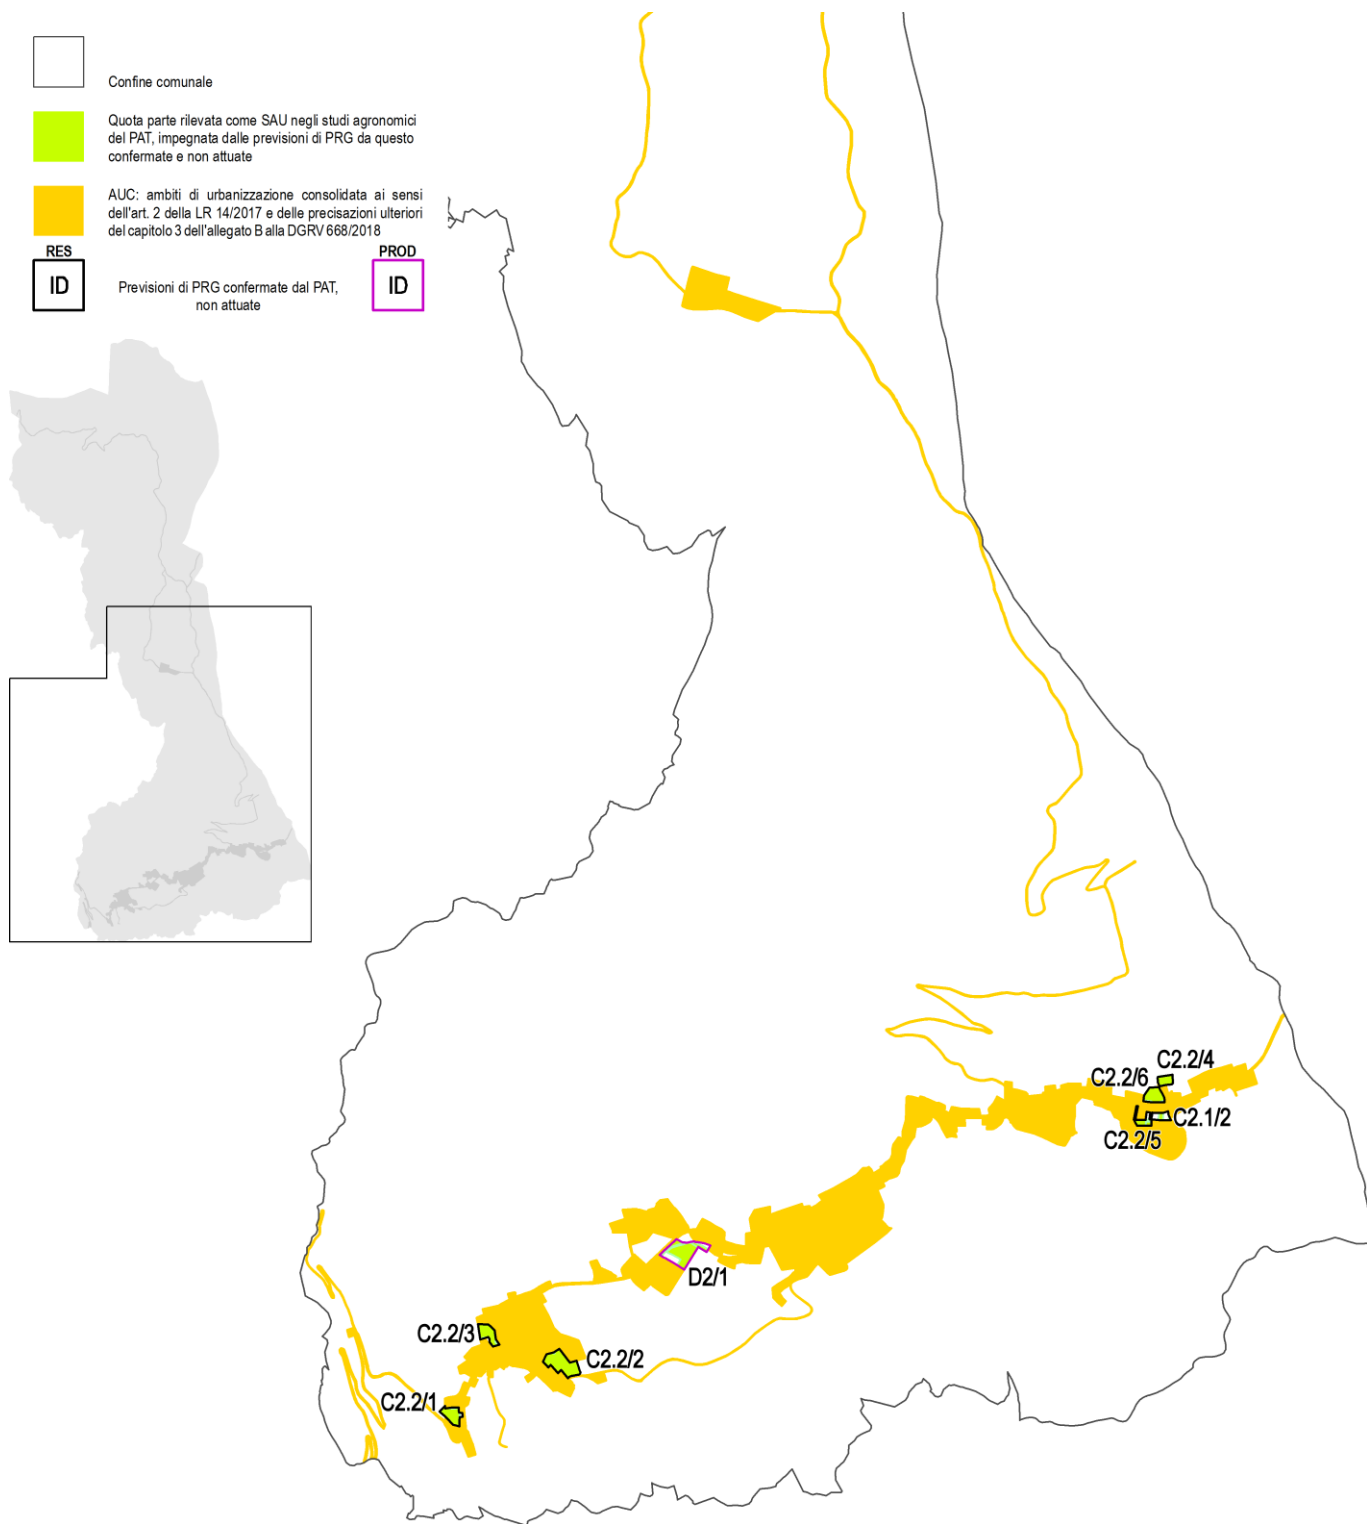 Confine comunale
Quota parte rilevata come SAU negli studi agronomici
del PAT, impegnata dalle previsioni di PRG da questo
confermate e non attuate
AUC: ambiti di urbanizzazione consolidata ai sensi
dell'art. 2 della LR 14/2017 e delle precisazioni ulteriori
del capitolo 3 dell'allegato B alla DGRV 668/2018
RES
PROD
ID
Previsioni di PRG confermate dal PAT,
non attuate
ID
C2.2/4
C2.2/6
C2.1/2
C2.2/5
D2/1
C2.2/3
C2.2/2
C2.2/1